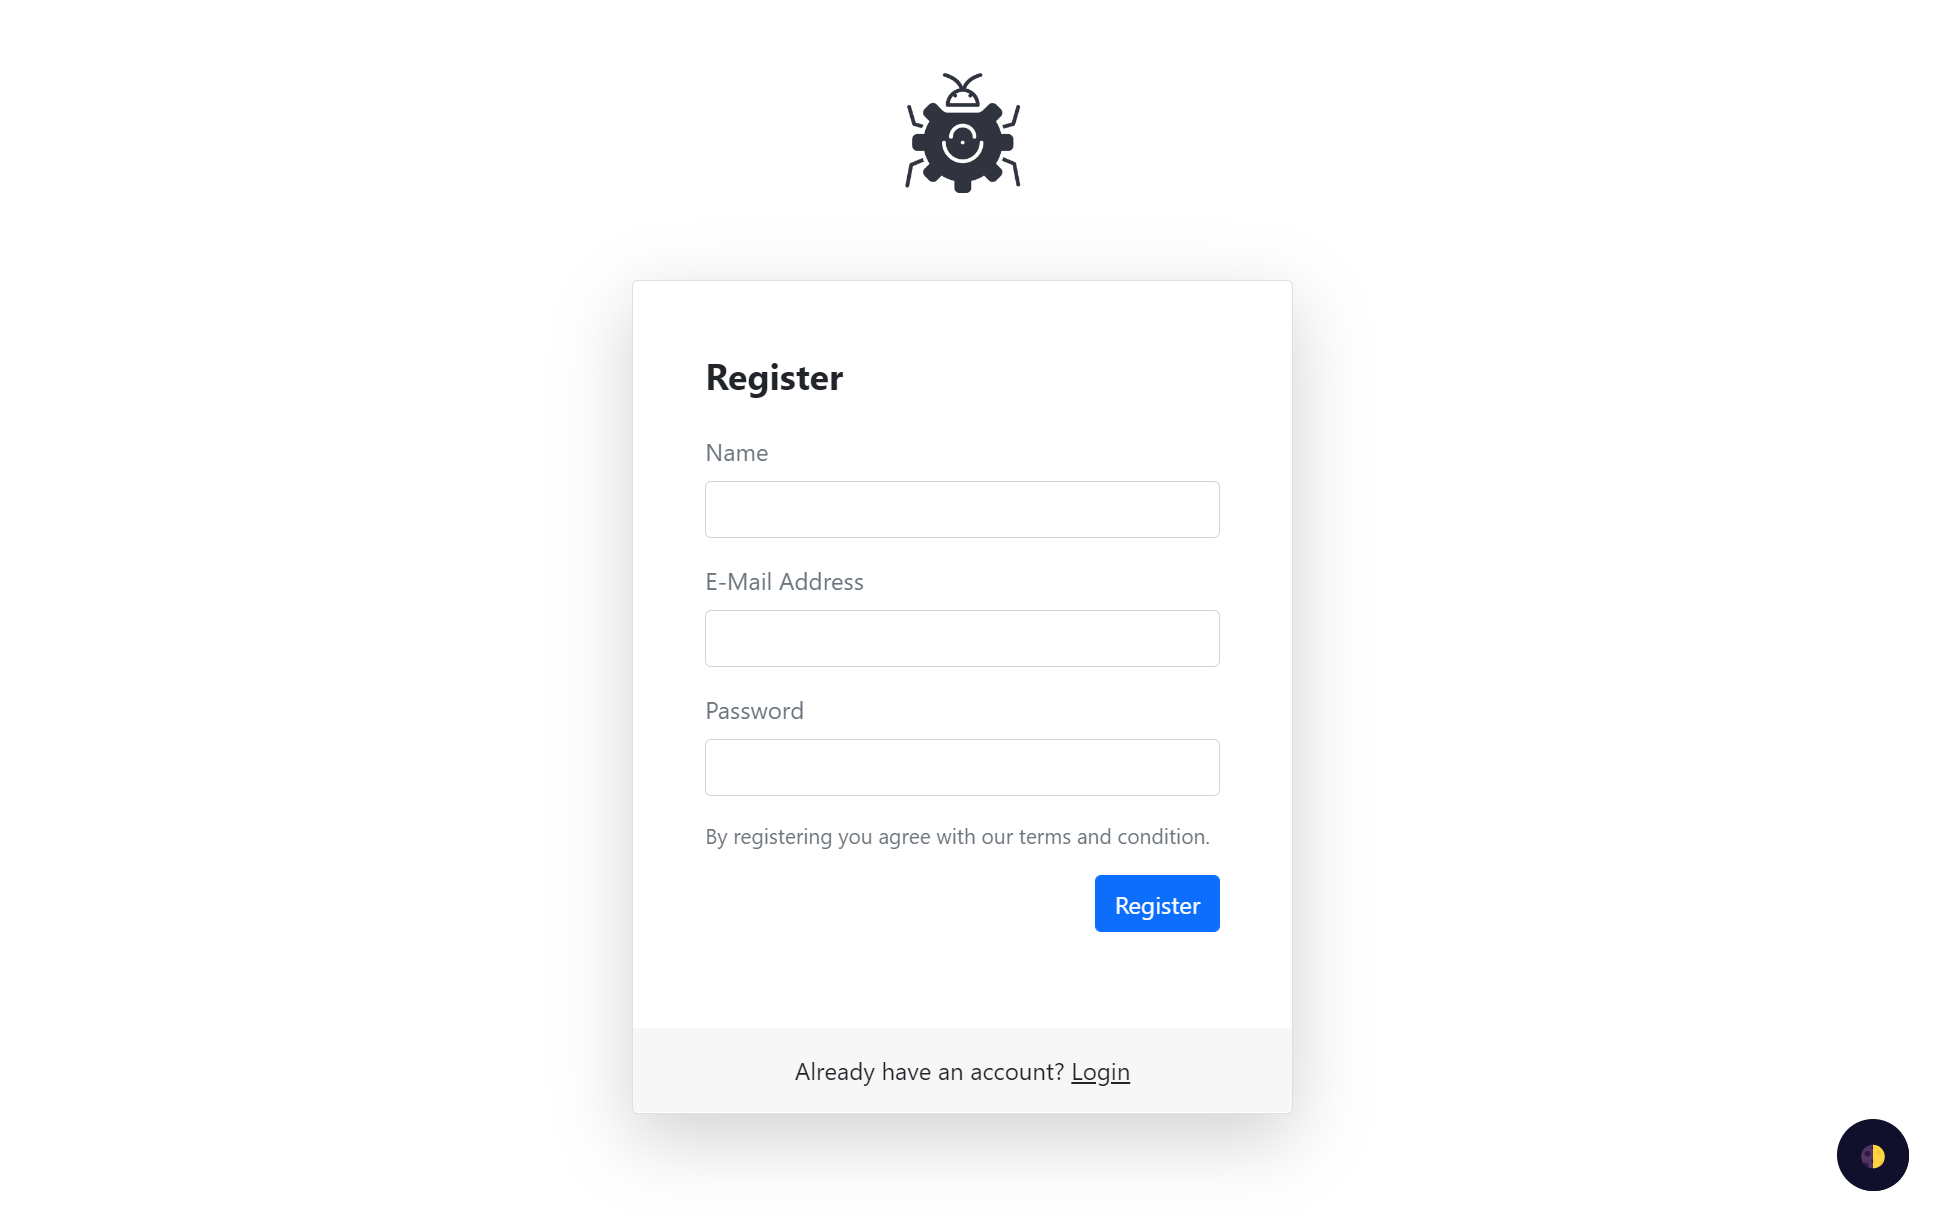 Register
Name
E-Mail Address
Password
By registering you agree with our terms and condition.
Register
Already have an account? Login